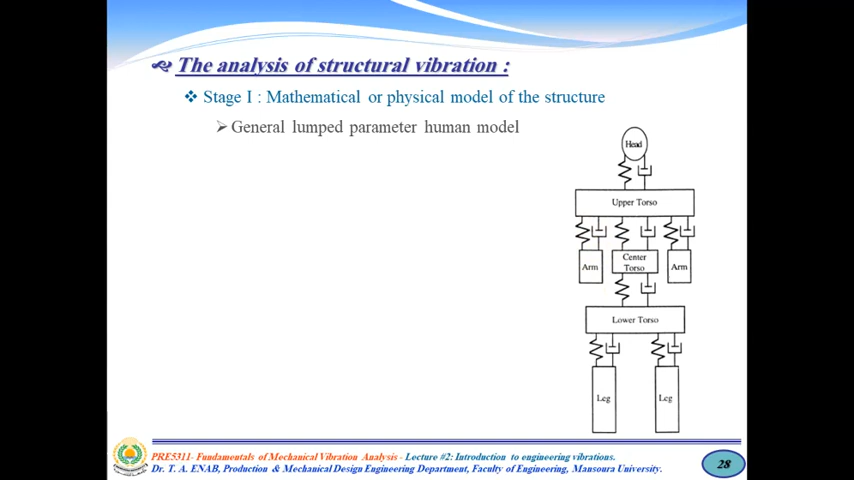 The analysis of structural vibration :
❖ Stage I : Mathematical or physical model of the structure
➢ General lumped parameter human model
Head
Upper Torso
Arm
Center
Torso
Arm
Lower Torso
Leg
Leg
PRE5311- Fundamentals of Mechanical Vibration Analysis - Lecture #2: Introduction to engineering vibrations.
Dr. T. A. ENAB, Production & Mechanical Design Engineering Department, Faculty of Engineering, Mansoura University.
28